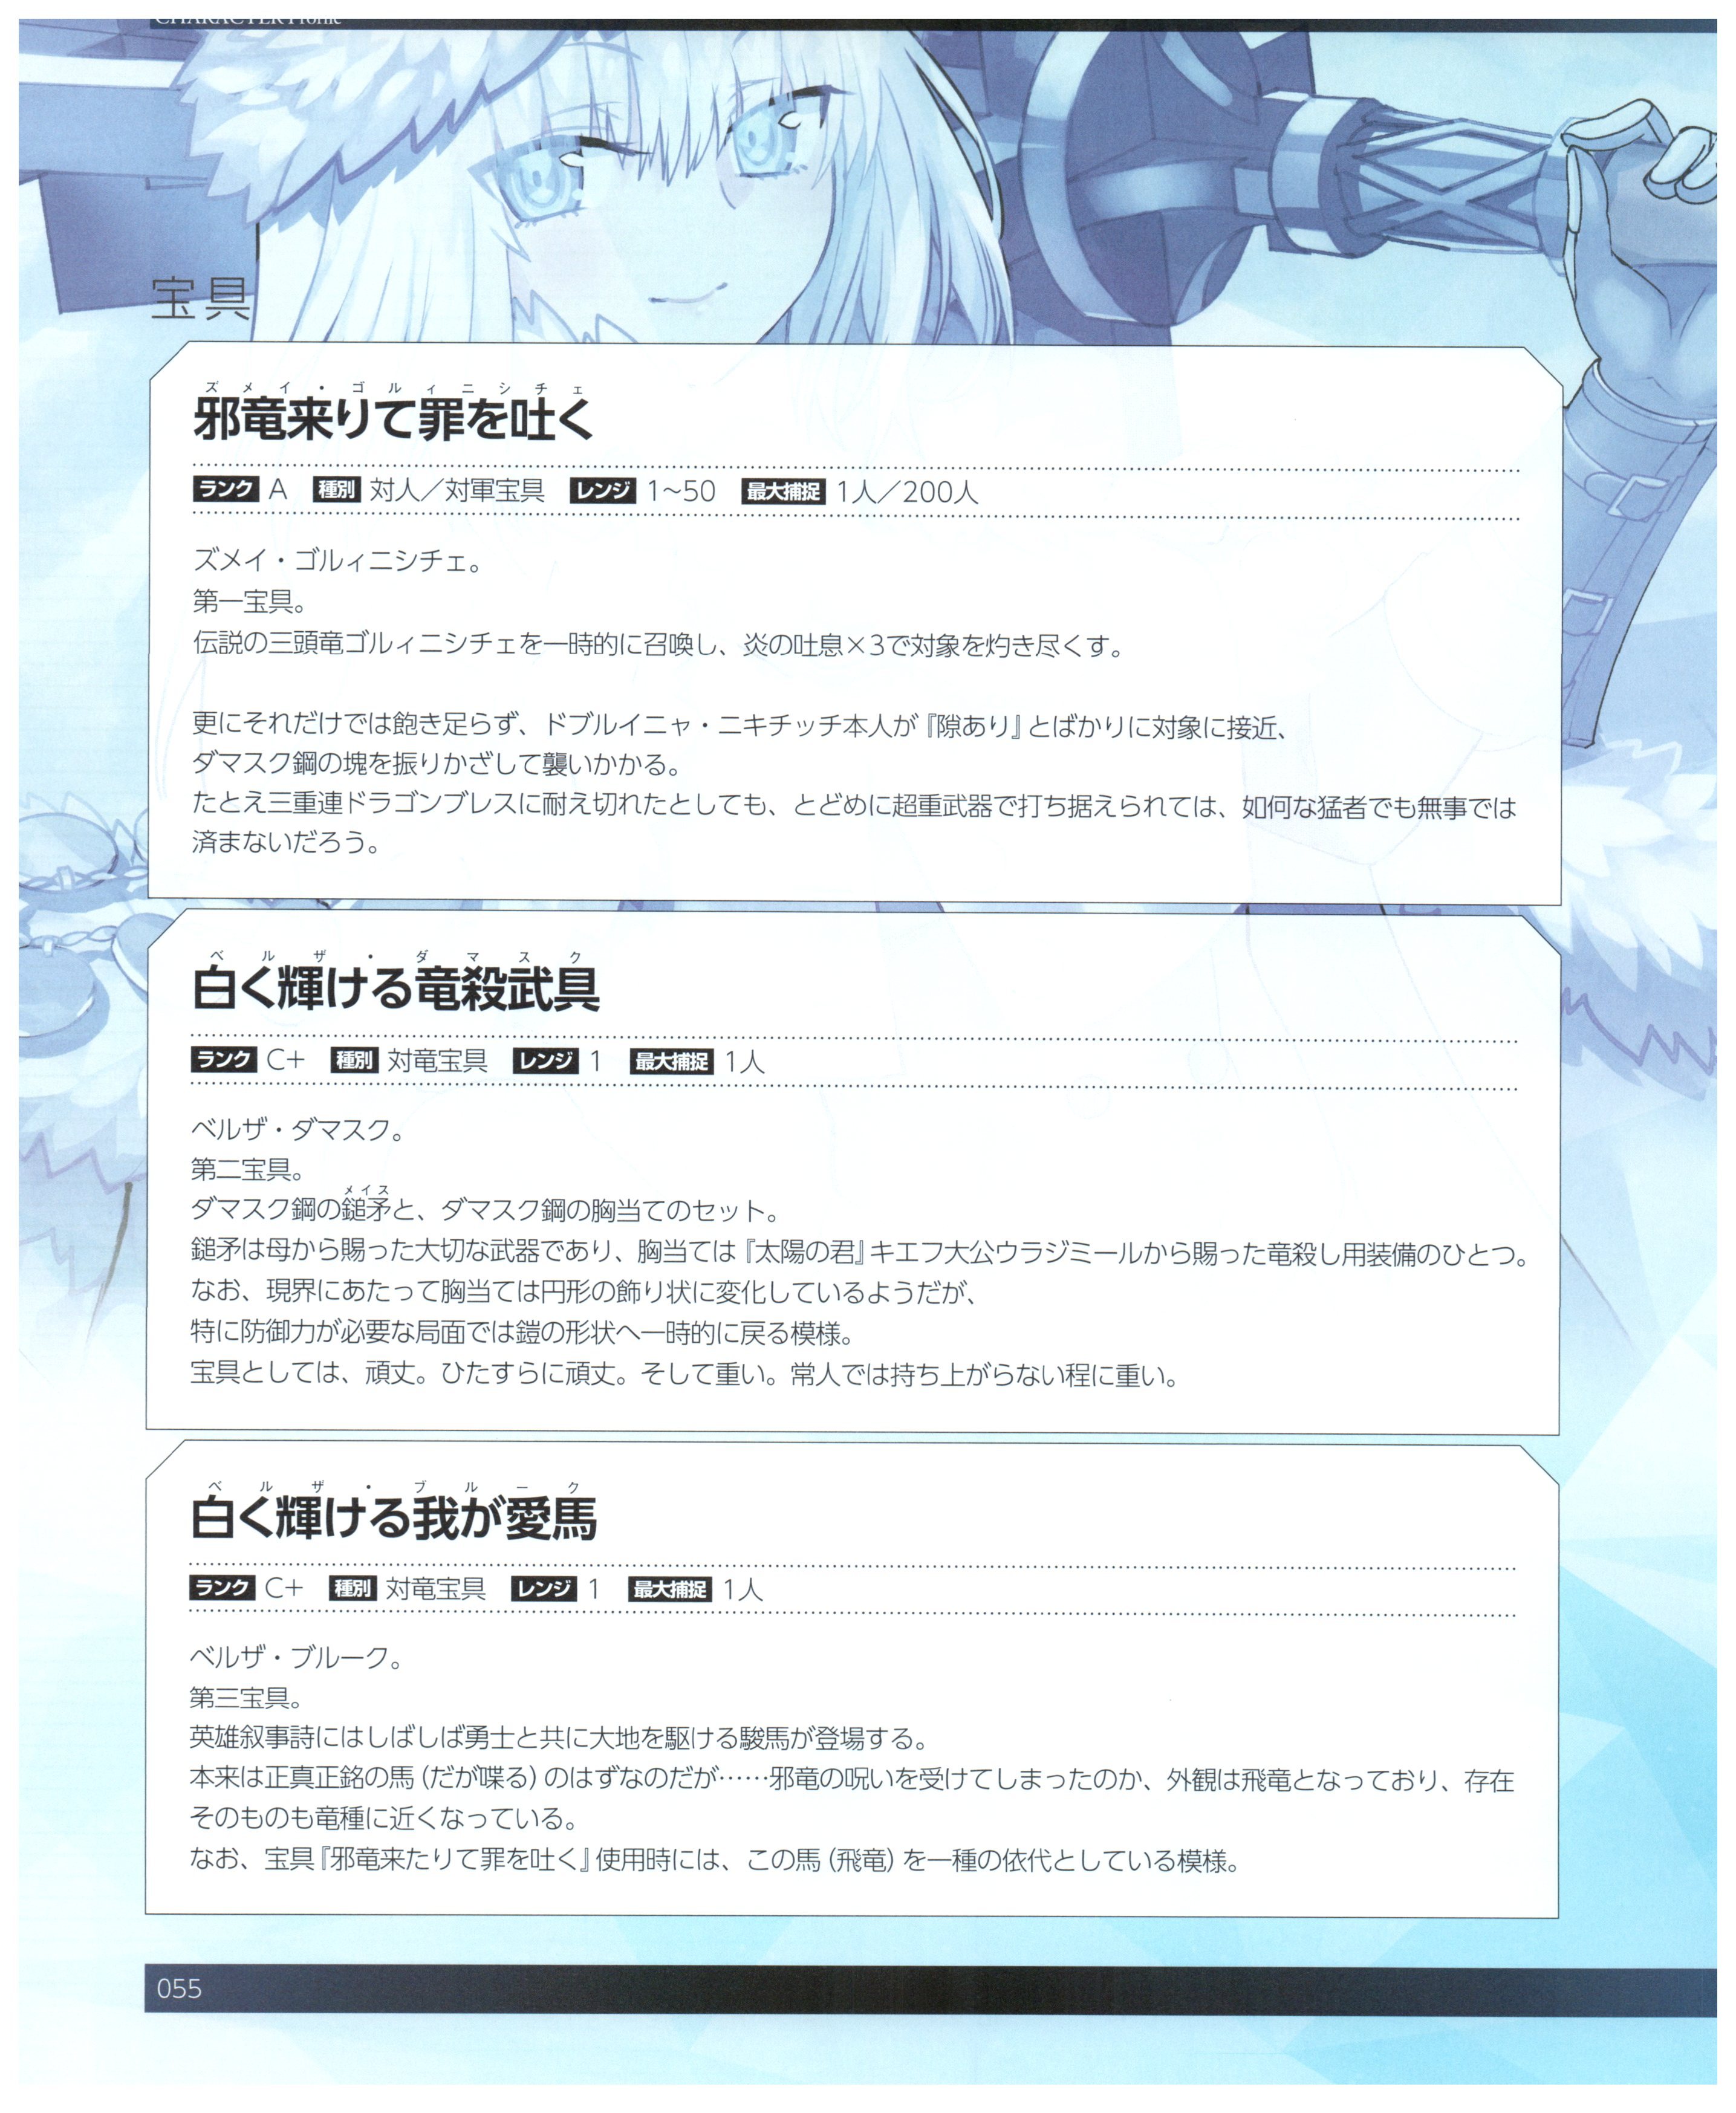 CHARACTER Profile
宝具
ズメイ・ゴルィニシチェ
邪竜来りて罪を吐く
ランク A 種別 対人／対軍宝具 レンジ 1~50 最大捕捉 1人／200人
ズメイ・ゴルィニシチェ。
第一宝具。
伝説の三頭竜ゴルィニシチェを一時的に召喚し、炎の吐息×3で対象を灼き尽くす。
更にそれだけでは飽き足らず、ドブルイニャ・ニキチッチ本人が『隙あり』とばかりに対象に接近、
ダマスク鋼の塊を振りかざして襲いかかる。
たとえ三重連ドラゴンブレスに耐え切れたとしても、とどめに超重武器で打ち据えられては、如何な猛者でも無事では
済まないだろう。
ベルザ・ダマスク
白く輝ける竜殺武具
ランク C+ 種別 対竜宝具 レンジ 1 最大捕捉 1人
ベルザ・ダマスク。
第二宝具。
メイス
ダマスク鋼の鎚矛と、ダマスク鋼の胸当てのセット。
鎚矛は母から賜った大切な武器であり、胸当ては『太陽の君』キエフ大公ウラジミールから賜った竜殺し用装備のひとつ。
なお、現界にあたって胸当ては円形の飾り状に変化しているようだが、
特に防御力が必要な局面では鎧の形状へ一時的に戻る模様。
宝具としては、頑丈。ひたすらに頑丈。そして重い。常人では持ち上がらない程に重い。
ベルザ・ブルーク
白く輝ける我が愛馬
ランク C+ 種別 対竜宝具 レンジ 1 最大捕捉 1人
ベルザ・ブルーク。
第三宝具。
英雄叙事詩にはしばしば勇士と共に大地を駆ける駿馬が登場する。
本来は正真正銘の馬（だが喋る）のはずなのだが……邪竜の呪いを受けてしまったのか、外観は飛竜となっており、存在
そのものも竜種に近くなっている。
なお、宝具『邪竜来たりて罪を吐く』使用時には、この馬（飛竜）を一種の依代としている模様。
055